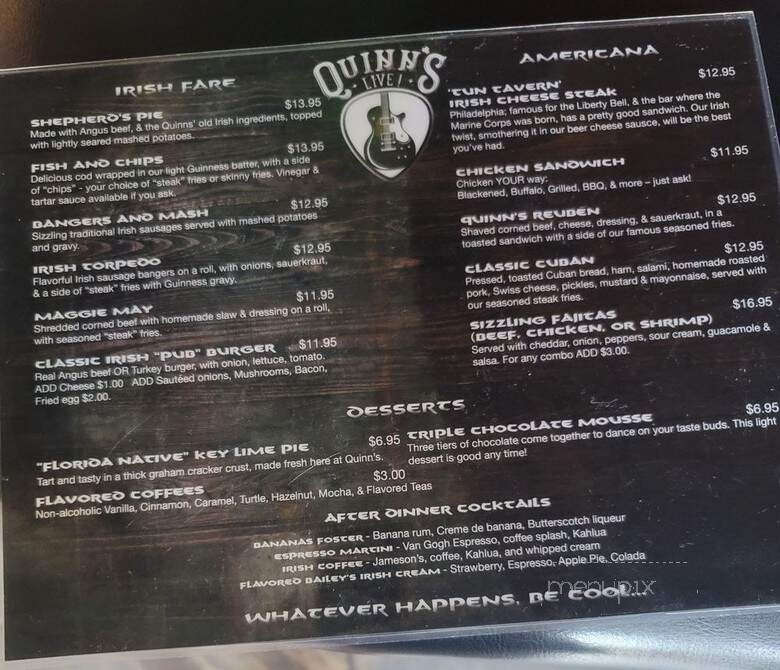 QUINN'S
LIVE!
IRISH FARE
SHEPHERD'S PIE $13.95
Made with Angus beef, & the Quinns' old Irish ingredients, topped
with lightly seared mashed potatoes.
FISH AND CHIPS $13.95
Delicious cod wrapped in our light Guinness batter, with a side
of "chips" - your choice of "steak" fries or skinny fries. Vinegar &
tartar sauce available if you ask.
BANGERS AND MASH $12.95
Sizzling traditional Irish sausages served with mashed potatoes
and gravy.
IRISH TORPEDO $12.95
Flavorful Irish sausage bangers on a roll, with onions, sauerkraut,
& a side of "steak" fries with Guinness gravy.
MAGGIE MAY $11.95
Shredded corned beef with homemade slaw & dressing on a roll,
with seasoned "steak" fries.
CLASSIC IRISH "PUB" BURGER $11.95
Real Angus beef OR Turkey burger, with onion, lettuce, tomato.
ADD Cheese $1.00 ADD Sautéed onions, Mushrooms, Bacon,
Fried egg $2.00.
AMERICANA
'TUN TAVERN' $12.95
IRISH CHEESE STEAK
Philadelphia; famous for the Liberty Bell, & the bar where the
Marine Corps was born, has a pretty good sandwich. Our Irish
twist, smothering it in our beer cheese sauce, will be the best
you've had.
CHICKEN SANDWICH $11.95
Chicken YOUR way:
Blackened, Buffalo, Grilled, BBQ, & more – just ask!
QUINN'S REUBEN $12.95
Shaved corned beef, cheese, dressing, & sauerkraut, in a
toasted sandwich with a side of our famous seasoned fries.
CLASSIC CUBAN $12.95
Pressed, toasted Cuban bread, ham, salami, homemade roasted
pork, Swiss cheese, pickles, mustard & mayonnaise, served with
our seasoned steak fries.
SIZZLING FAJITAS $16.95
(BEEF, CHICKEN, OR SHRIMP)
Served with cheddar, onion, peppers, sour cream, guacamole &
salsa. For any combo ADD $3.00.
DESSERTS
"FLORIDA NATIVE" KEY LIME PIE $6.95
Tart and tasty in a thick graham cracker crust, made fresh here at Quinn's.
FLAVORED COFFEES $3.00
Non-alcoholic Vanilla, Cinnamon, Caramel, Turtle, Hazelnut, Mocha, & Flavored Teas
TRIPLE CHOCOLATE MOUSSE $6.95
Three tiers of chocolate come together to dance on your taste buds. This light
dessert is good any time!
AFTER DINNER COCKTAILS
BANANAS FOSTER - Banana rum, Creme de banana, Butterscotch liqueur
ESPRESSO MARTINI - Van Gogh Espresso, coffee splash, Kahlua
IRISH COFFEE - Jameson's, coffee, Kahlua, and whipped cream
FLAVORED BAILEY'S IRISH CREAM - Strawberry, Espresso, Apple Pie, Colada
WHATEVER HAPPENS, BE COOL...
menupix